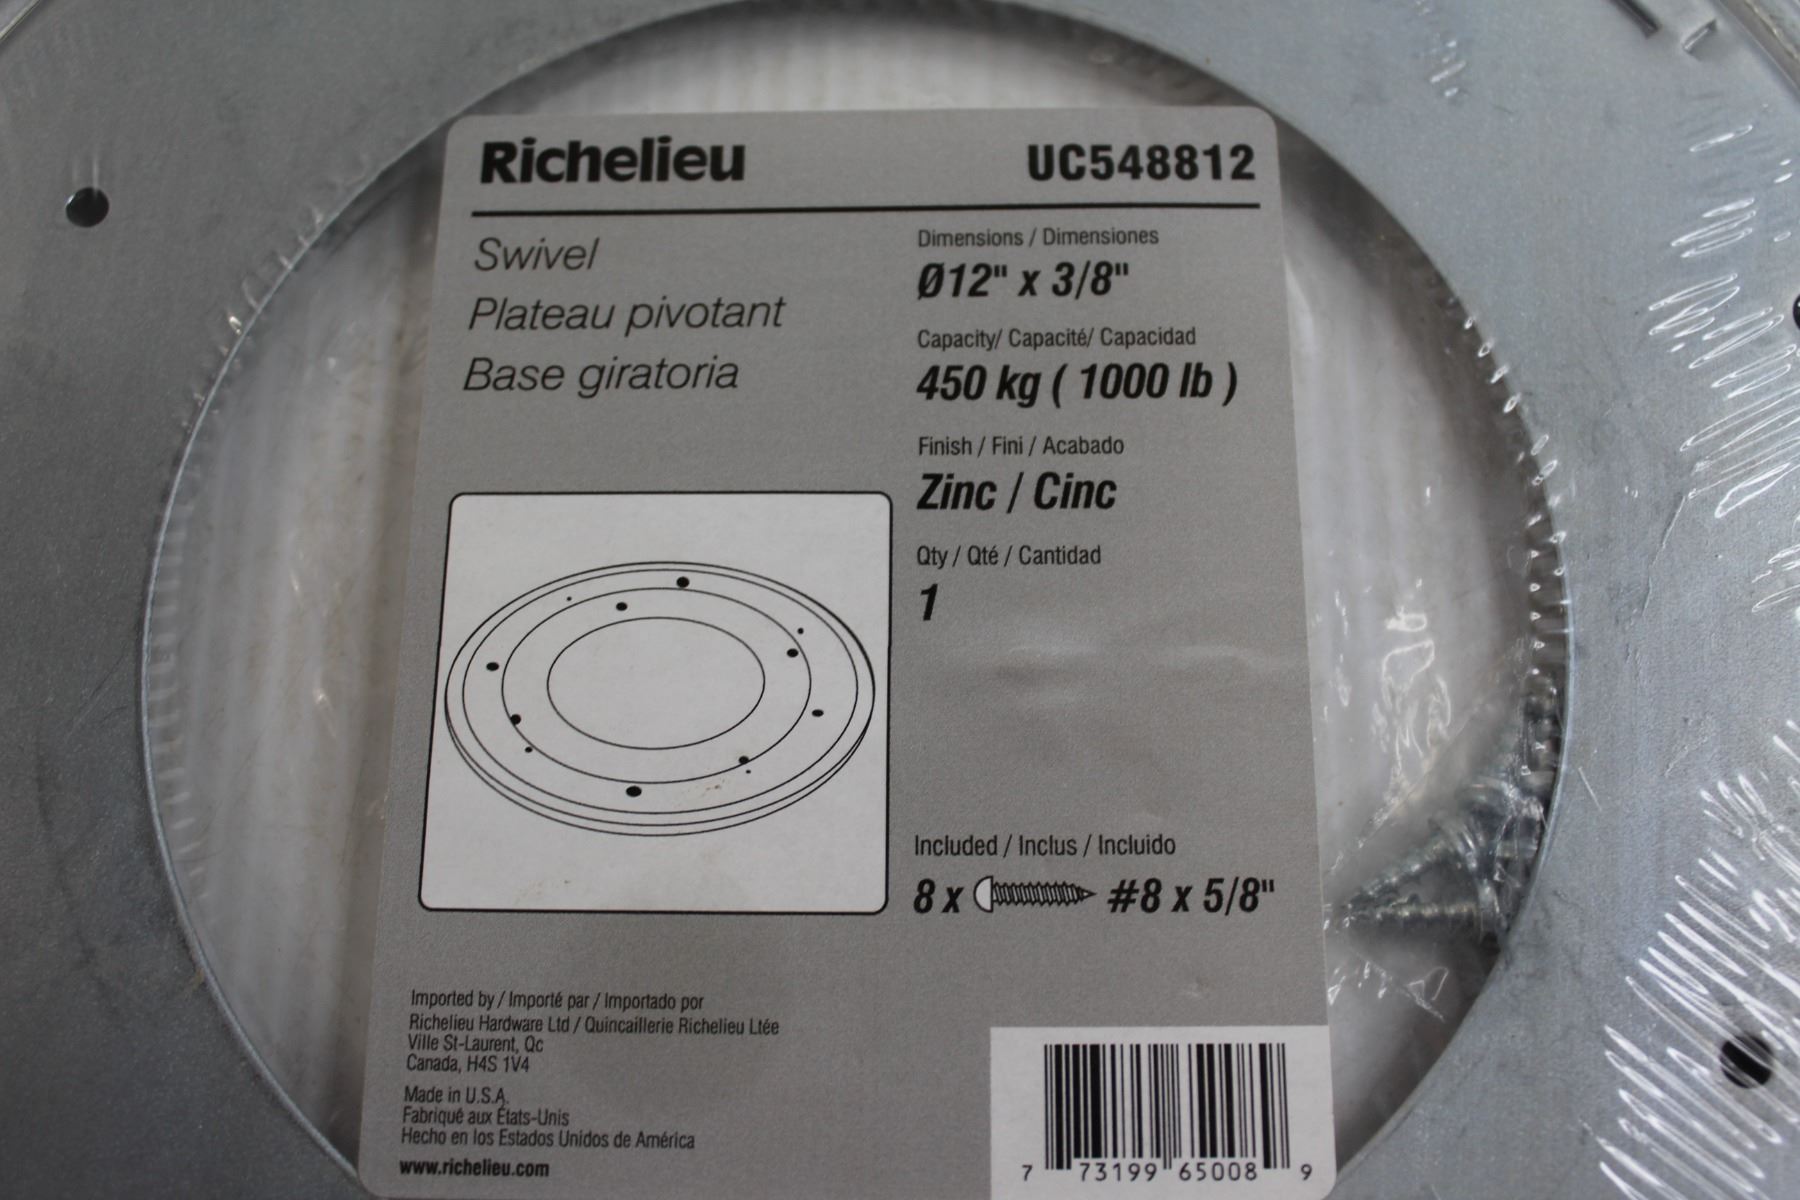 Richelieu
UC548812
Swivel
Plateau pivotant
Base giratoria
Dimensions / Dimensiones
Ø12" x 3/8"
Capacity/ Capacité/ Capacidad
450 kg ( 1000 lb )
Finish / Fini / Acabado
Zinc / Cinc
Qty / Qté / Cantidad
1
Included / Inclus / Incluido
8 x #8 x 5/8"
Imported by / Importé par / Importado por
Richelieu Hardware Ltd / Quincaillerie Richelieu Ltée
Ville St-Laurent, Qc
Canada, H4S 1V4
Made in U.S.A.
Fabriqué aux États-Unis
Hecho en los Estados Unidos de América
www.richelieu.com
7 73199 65008 9